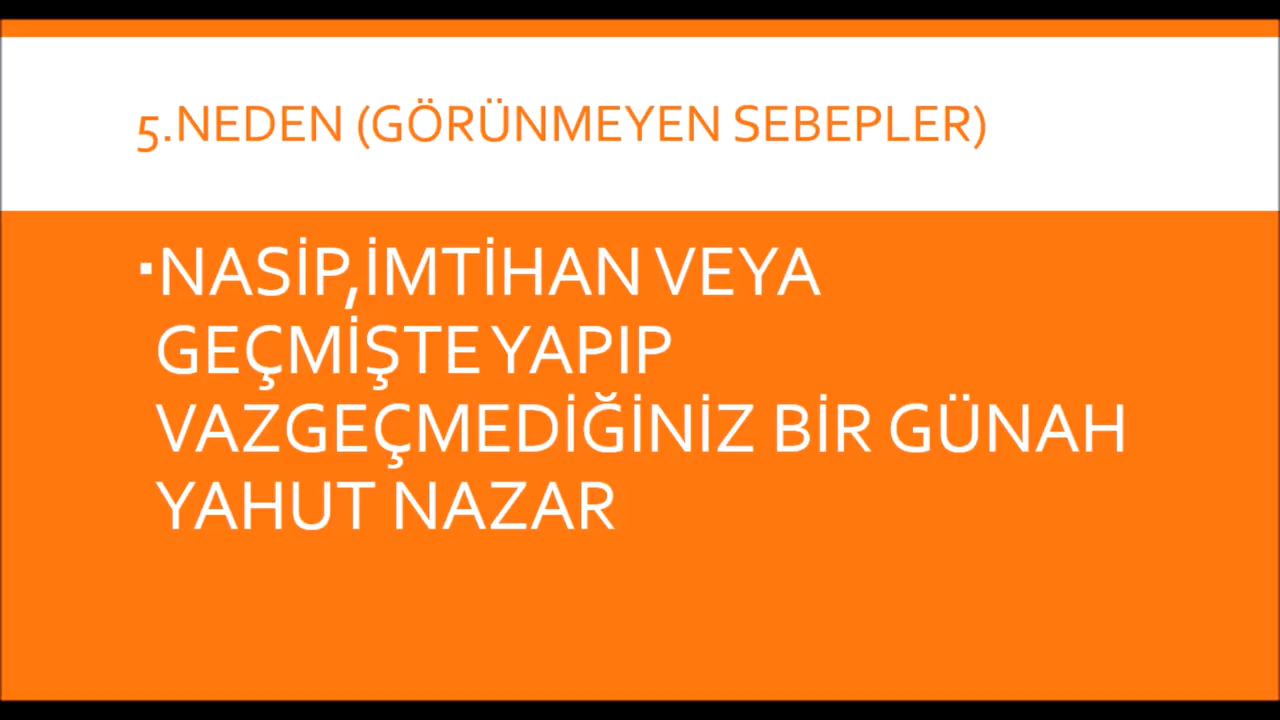 5.NEDEN (GÖRÜNMEYEN SEBEPLER)
▪NASİP,İMTİHAN VEYA
GEÇMİŞTE YAPIP
VAZGEÇMEDİĞİNİZ BİR GÜNAH
YAHUT NAZAR